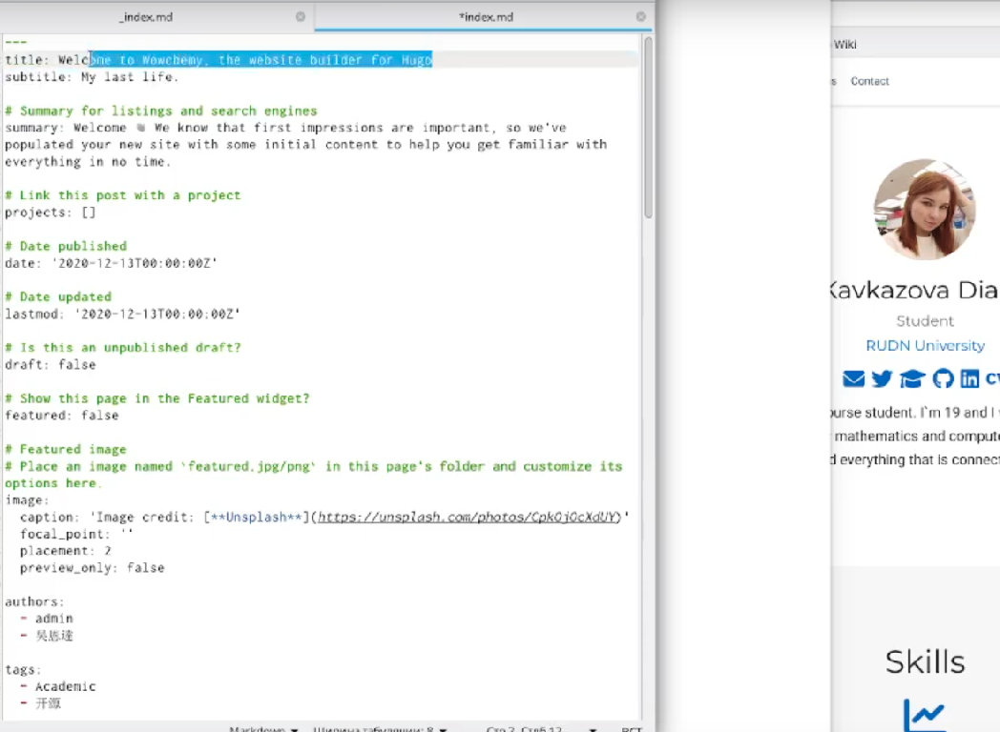 _index.md
*index.md
---
title: Welcome to Wowchemy, the website builder for Hugo
subtitle: My last life.
# Summary for listings and search engines
summary: Welcome 👋 We know that first impressions are important, so we've
populated your new site with some initial content to help you get familiar with
everything in no time.
# Link this post with a project
projects: []
# Date published
date: '2020-12-13T00:00:00Z'
# Date updated
lastmod: '2020-12-13T00:00:00Z'
# Is this an unpublished draft?
draft: false
# Show this page in the Featured widget?
featured: false
# Featured image
# Place an image named `featured.jpg/png` in this page's folder and customize its
options here.
image:
caption: 'Image credit: [**Unsplash**](https://unsplash.com/photos/CpkOjOcXdUY)'
focal_point: ''
placement: 2
preview_only: false
authors:
- admin
- 吳恩達
tags:
- Academic
- 开源
Markdown
Ширина табуляции: 8
Стр 2, Стлб 12
ВСТ
Wiki
s Contact
Kavkazova Dia
Student
RUDN University
urse student. I`m 19 and I
mathematics and compute
d everything that is connect
Skills